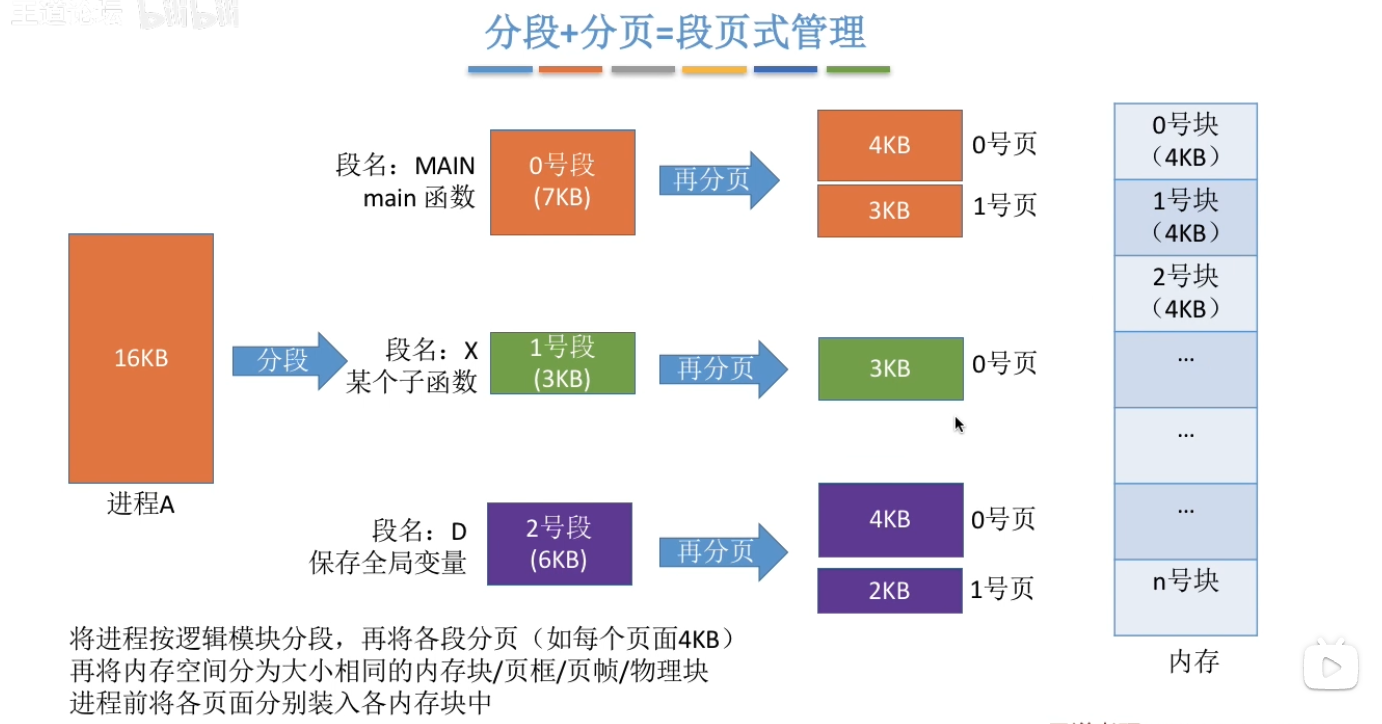 王道论坛 bilibili
分段+分页=段页式管理
段名：MAIN
main 函数
0号段
(7KB)
再分页
4KB
0号页
3KB
1号页
16KB
进程A
分段
段名：X
某个子函数
1号段
(3KB)
再分页
3KB
0号页
段名：D
保存全局变量
2号段
(6KB)
再分页
4KB
0号页
2KB
1号页
0号块
（4KB）
1号块
（4KB）
2号块
（4KB）
...
...
...
n号块
内存
将进程按逻辑模块分段，再将各段分页（如每个页面4KB）
再将内存空间分为大小相同的内存块/页框/页帧/物理块
进程前将各页面分别装入各内存块中